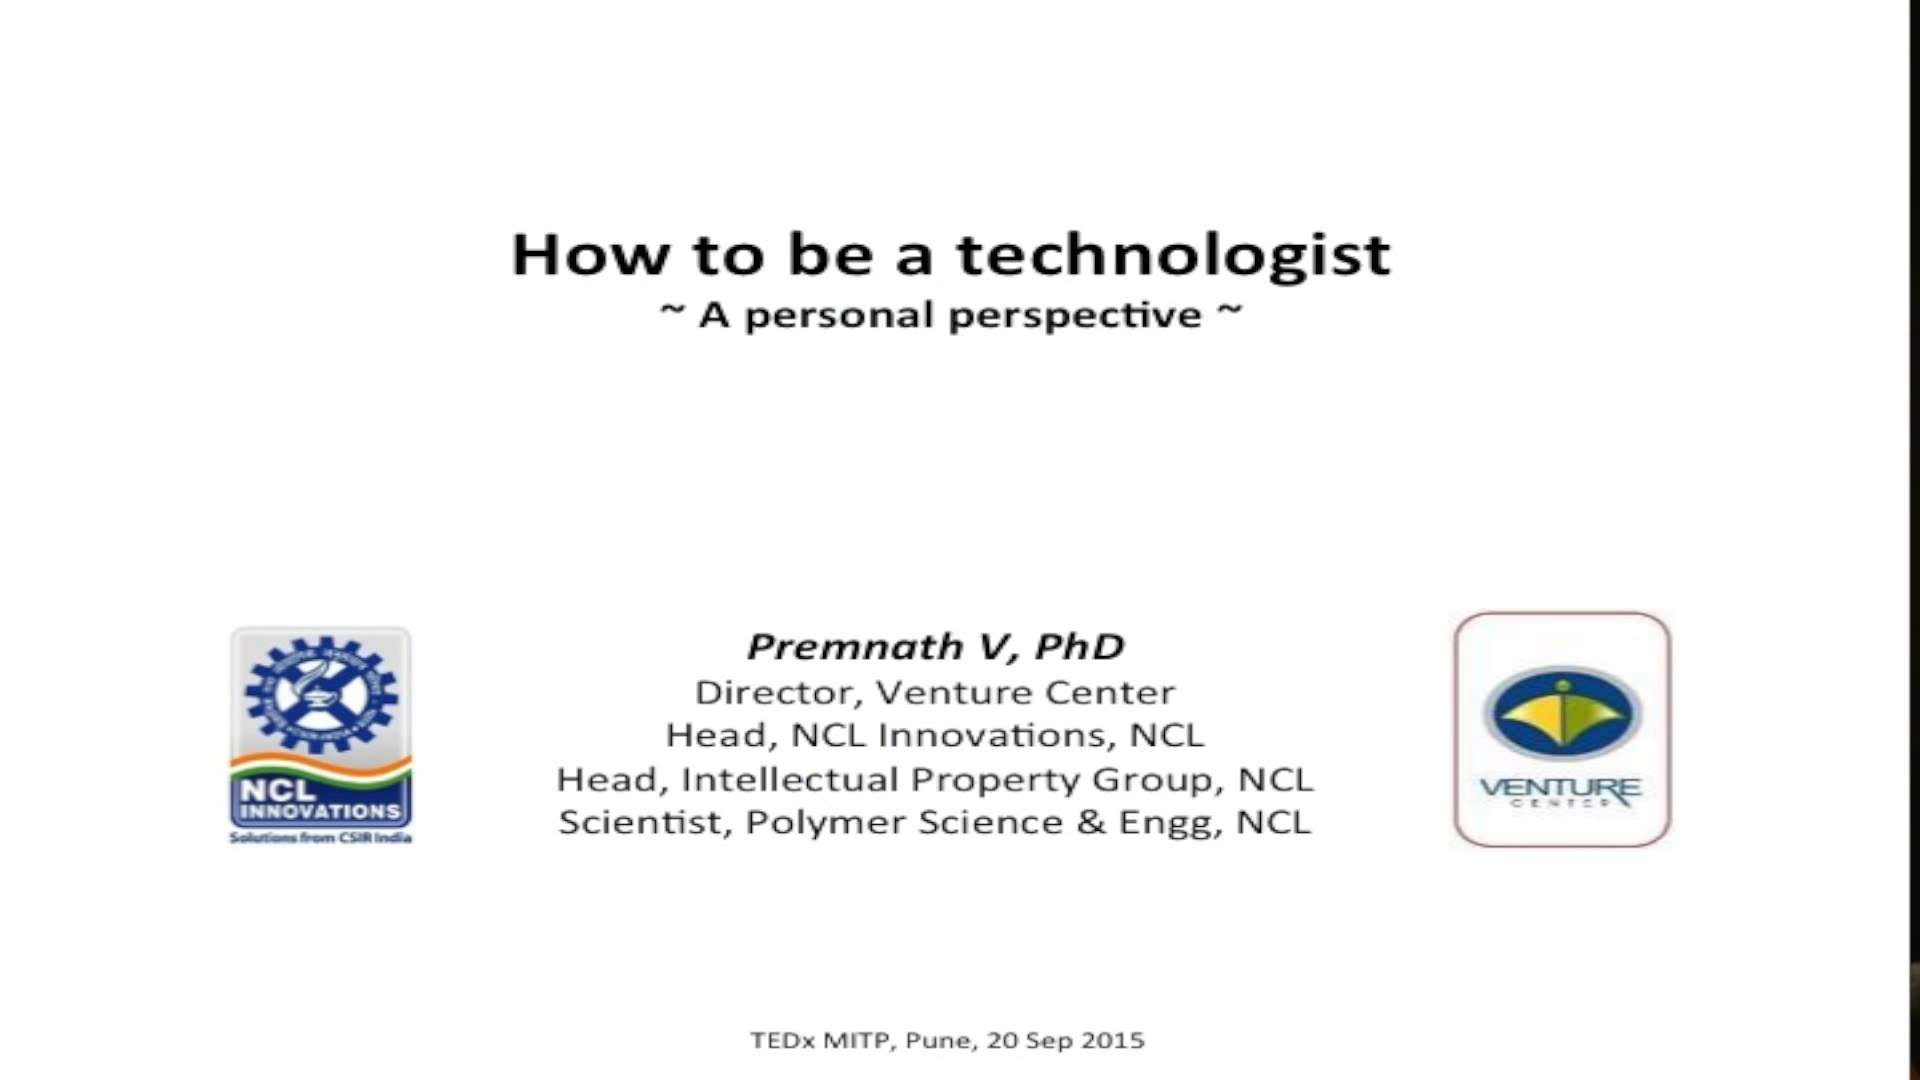 How to be a technologist
~ A personal perspective ~
Premnath V, PhD
Director, Venture Center
Head, NCL Innovations, NCL
Head, Intellectual Property Group, NCL
Scientist, Polymer Science & Engg, NCL
NCL
INNOVATIONS
Solutions from CSIR India
VENTURE
CENTER
TEDx MITP, Pune, 20 Sep 2015